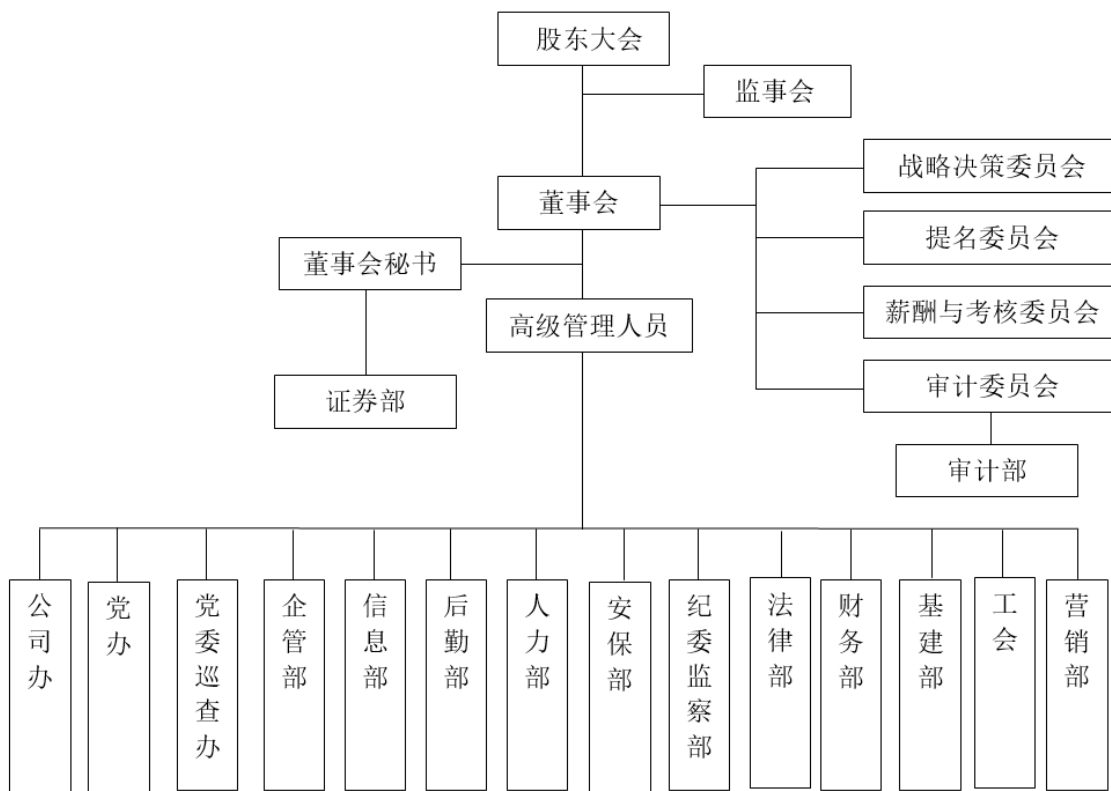 股东大会
监事会
战略决策委员会
董事会
提名委员会
董事会秘书
薪酬与考核委员会
高级管理人员
审计委员会
证券部
审计部
公司办
党办
党委巡查办
企管部
信息部
后勤部
人力部
安保部
纪委监察部
法律部
财务部
基建部
工会
营销部